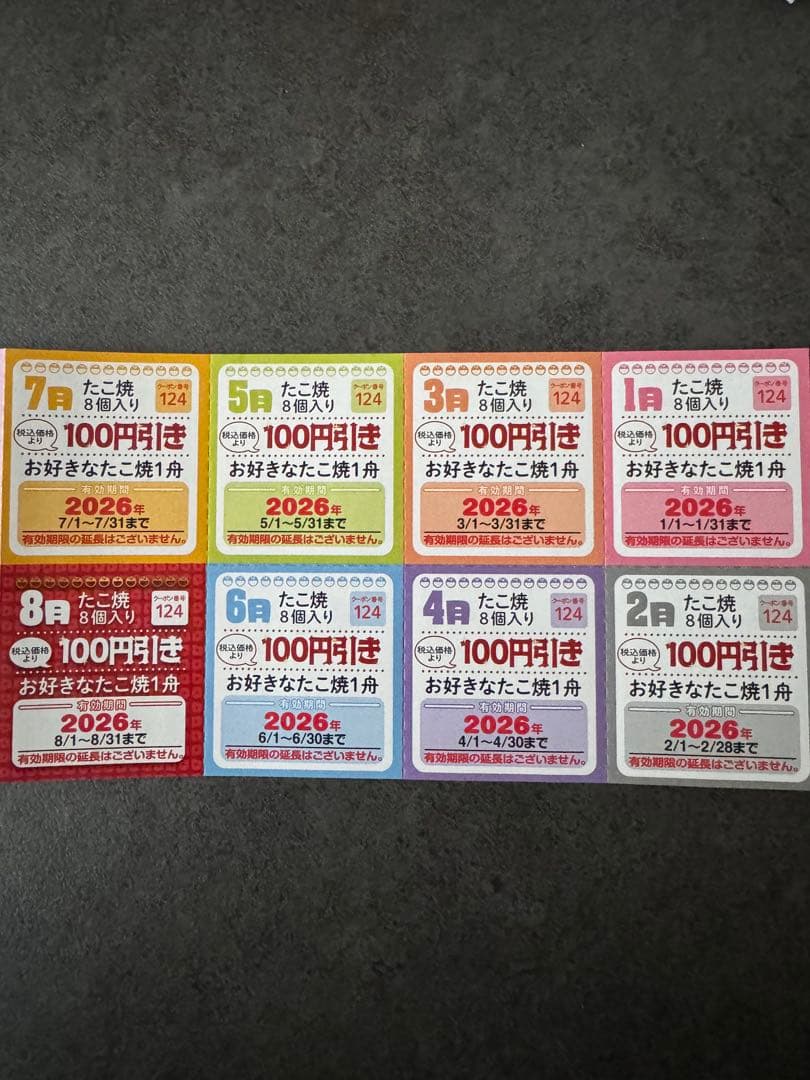 7月
たこ焼
8個入り
クーポン番号
124
税込価格
より
100円引き
お好きなたこ焼1舟
有効期間
2026年
7/1～7/31まで
有効期限の延長はございません。
5月
たこ焼
8個入り
クーポン番号
124
税込価格
より
100円引き
お好きなたこ焼1舟
有効期間
2026年
5/1～5/31まで
有効期限の延長はございません。
3月
たこ焼
8個入り
クーポン番号
124
税込価格
より
100円引き
お好きなたこ焼1舟
有効期間
2026年
3/1～3/31まで
有効期限の延長はございません。
1月
たこ焼
8個入り
クーポン番号
124
税込価格
より
100円引き
お好きなたこ焼1舟
有効期間
2026年
1/1～1/31まで
有効期限の延長はございません。
8月
たこ焼
8個入り
クーポン番号
124
税込価格
より
100円引き
お好きなたこ焼1舟
有効期間
2026年
8/1～8/31まで
有効期限の延長はございません。
6月
たこ焼
8個入り
クーポン番号
124
税込価格
より
100円引き
お好きなたこ焼1舟
有効期間
2026年
6/1～6/30まで
有効期限の延長はございません。
4月
たこ焼
8個入り
クーポン番号
124
税込価格
より
100円引き
お好きなたこ焼1舟
有効期間
2026年
4/1～4/30まで
有効期限の延長はございません。
2月
たこ焼
8個入り
クーポン番号
124
税込価格
より
100円引き
お好きなたこ焼1舟
有効期間
2026年
2/1～2/28まで
有効期限の延長はございません。